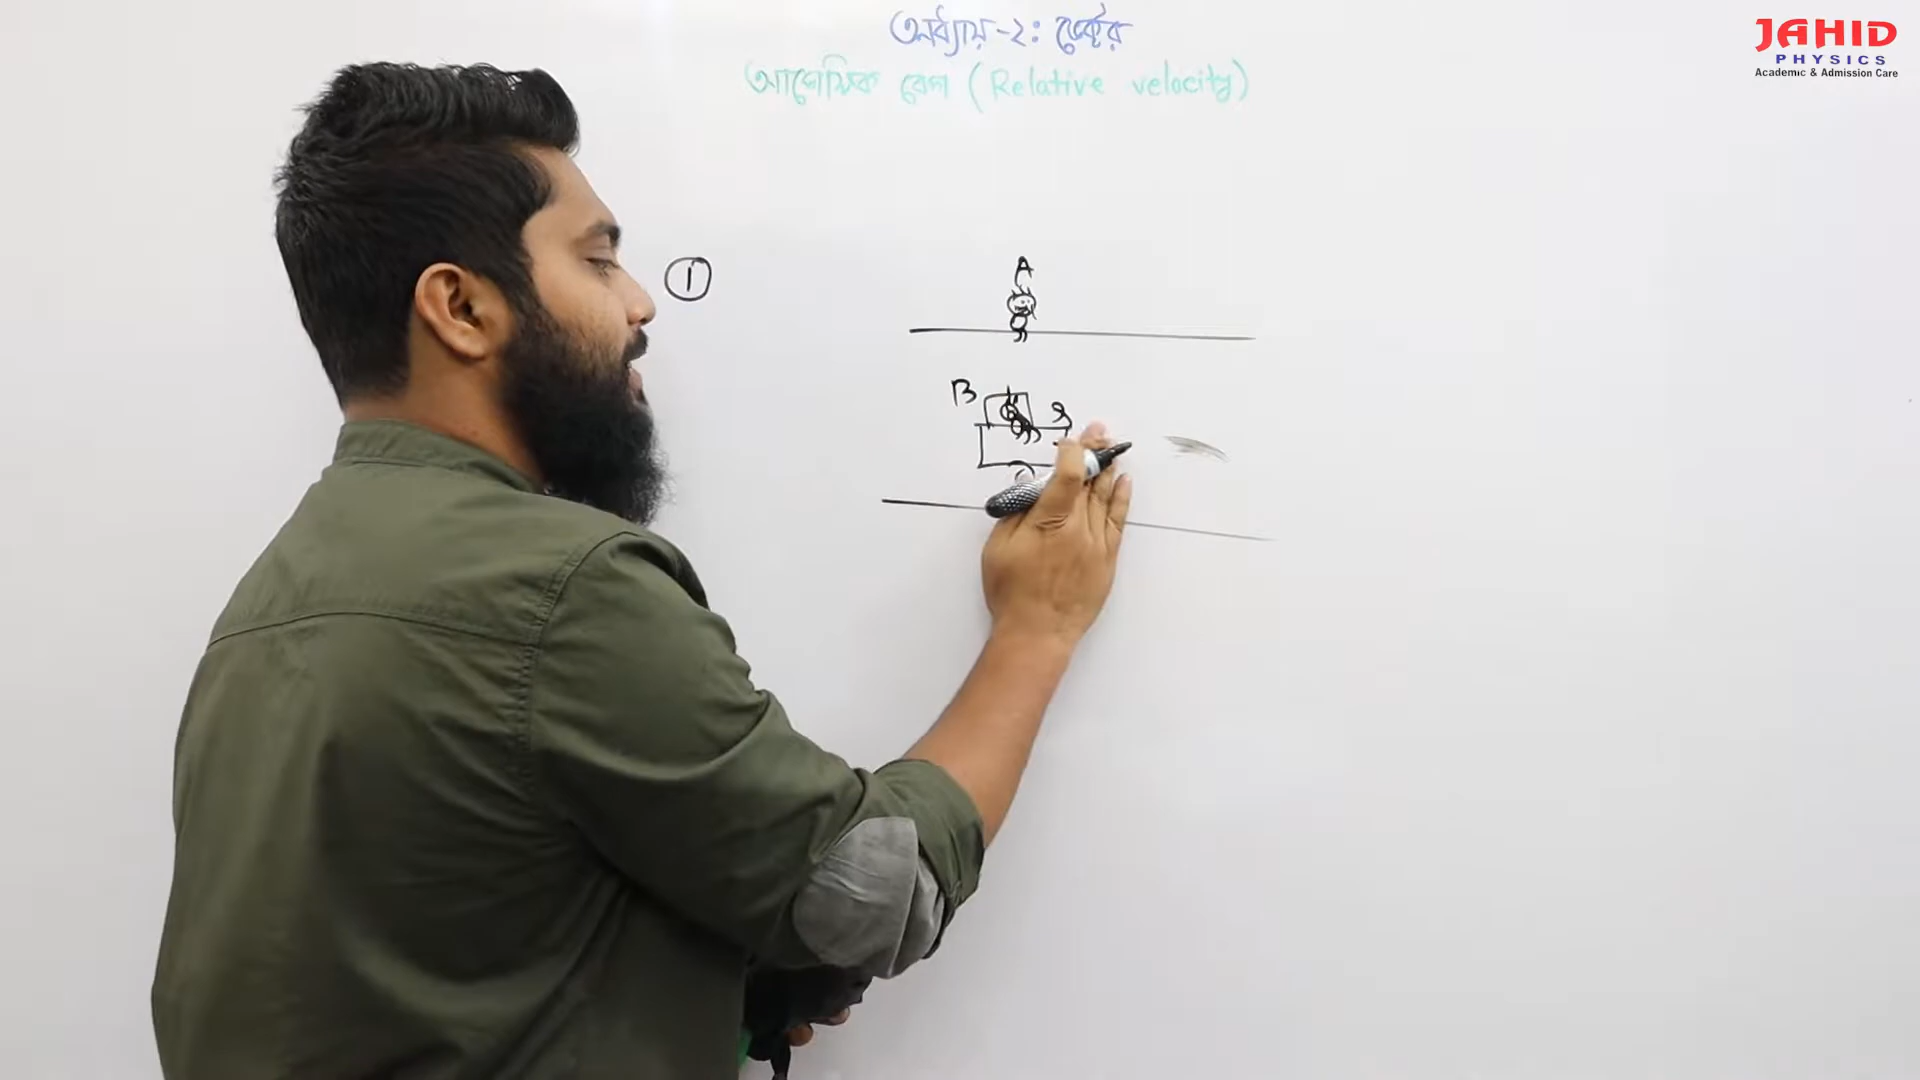 অধ্যায়-২: ভেক্টর
আপেক্ষিক বেগ (Relative velocity)
JAHID
PHYSICS
Academic & Admission Care
1
A
B